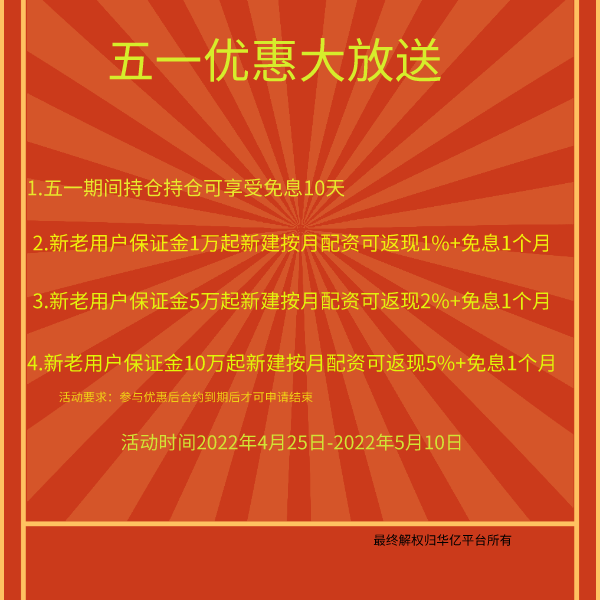 五一优惠大放送
1.五一期间持仓持仓可享受免息10天
2.新老用户保证金1万起新建按月配资可返现1%+免息1个月
3.新老用户保证金5万起新建按月配资可返现2%+免息1个月
4.新老用户保证金10万起新建按月配资可返现5%+免息1个月
活动要求：参与优惠后合约到期后才可申请结束
活动时间2022年4月25日-2022年5月10日
最终解权归华亿平台所有